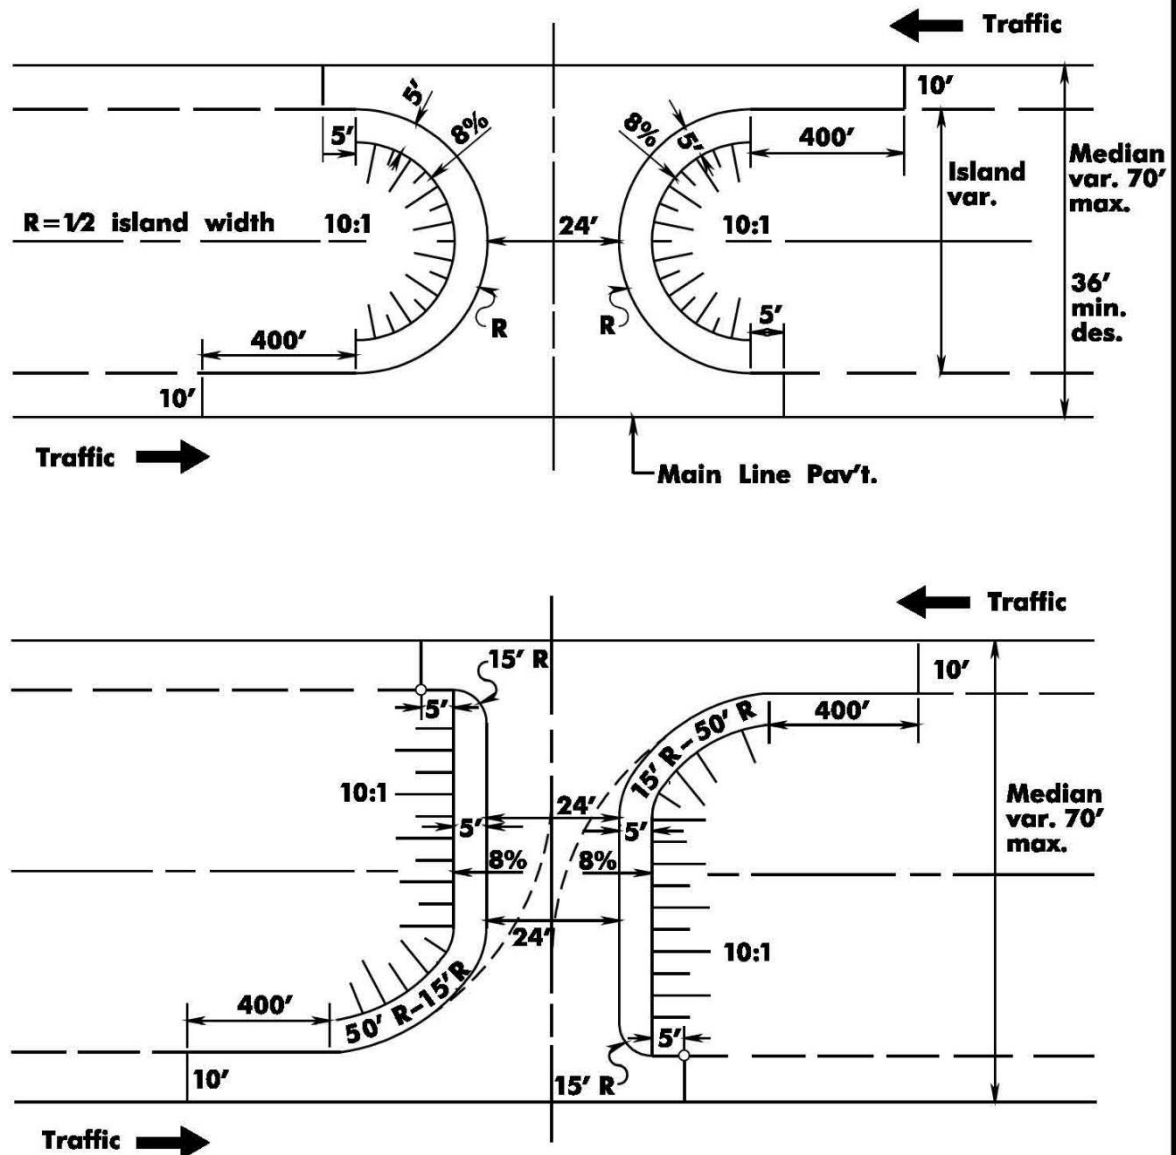 Traffic
10'
5'
8%
8%
5'
5'
400'
Island
var.
Median
var. 70'
max.
R=1/2 island width
10:1
24'
10:1
36'
min.
des.
R
R
5'
400'
10'
Traffic
Main Line Pav't.
Traffic
15' R
10'
5'
15' R-50' R
400'
10:1
24'
Median
var. 70'
max.
5'
5'
8%
8%
24'
10:1
50' R-15' R
400'
5'
10'
15' R
Traffic